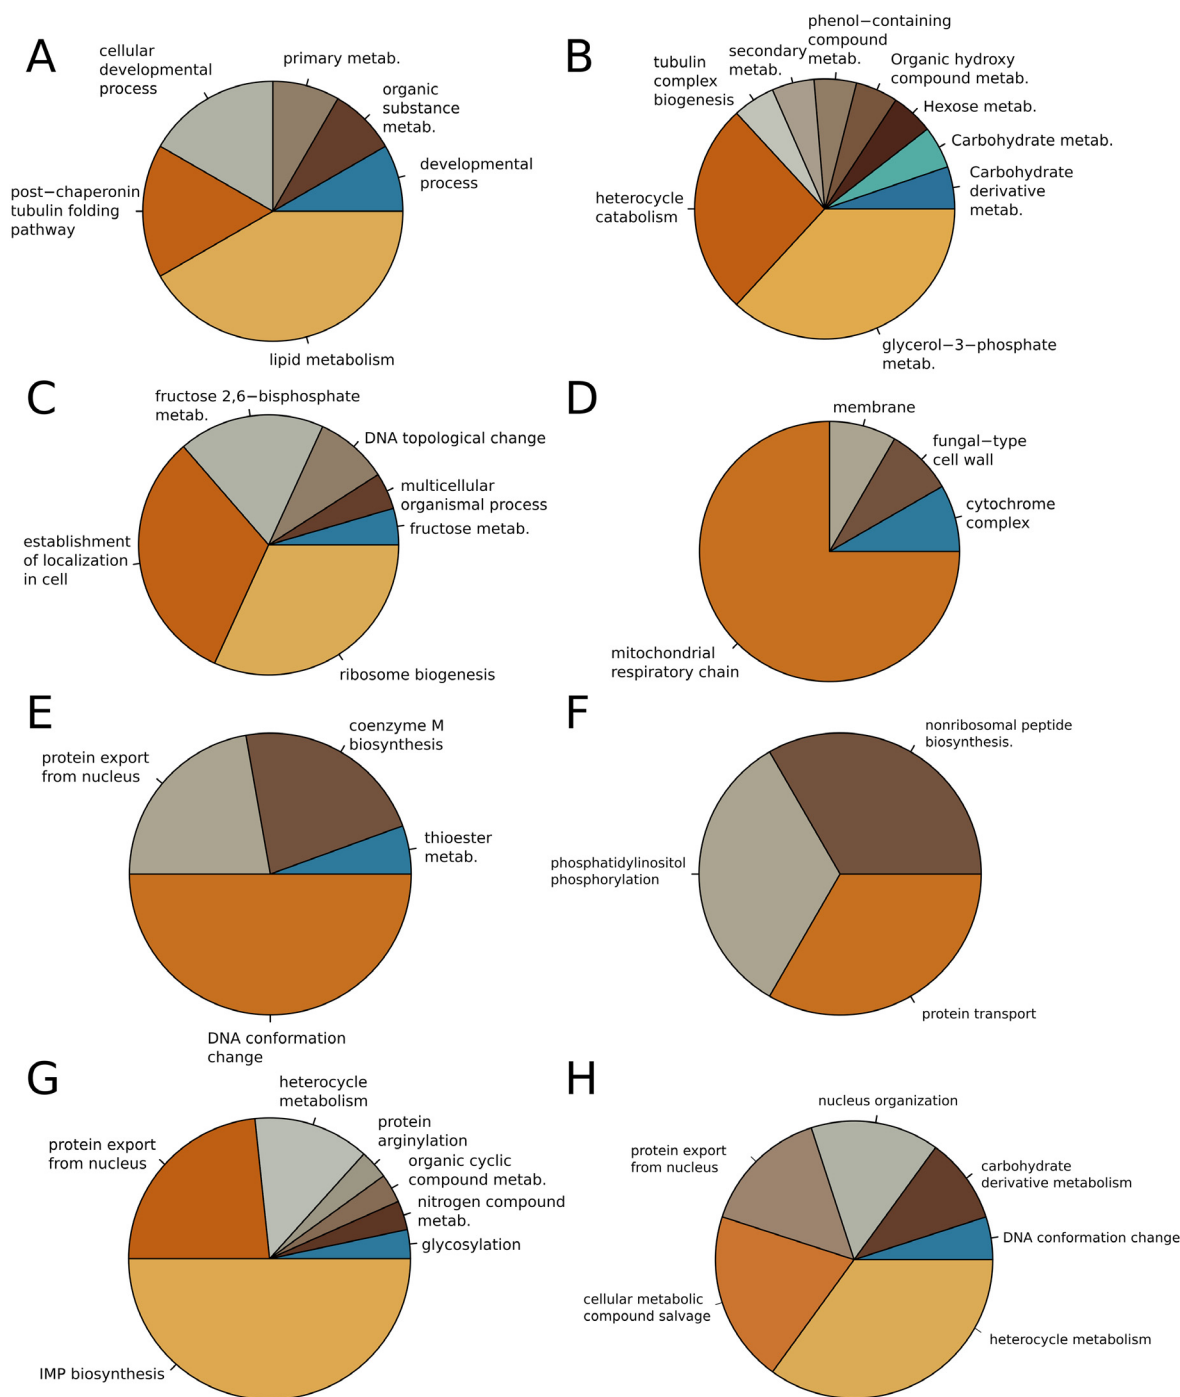 A
cellular
developmental
process
primary metab.
organic
substance
metab.
developmental
process
post−chaperonin
tubulin folding
pathway
lipid metabolism
B
tubulin
complex
biogenesis
secondary
metab.
phenol−containing
compound
metab.
Organic hydroxy
compound metab.
Hexose metab.
Carbohydrate metab.
Carbohydrate
derivative
metab.
heterocycle
catabolism
glycerol−3−phosphate
metab.
C
fructose 2,6−bisphosphate
metab.
DNA topological change
multicellular
organismal process
fructose metab.
establishment
of localization
in cell
ribosome biogenesis
D
membrane
fungal−type
cell wall
cytochrome
complex
mitochondrial
respiratory chain
E
protein export
from nucleus
coenzyme M
biosynthesis
thioester
metab.
DNA conformation
change
F
nonribosomal peptide
biosynthesis.
phosphatidylinositol
phosphorylation
protein transport
G
heterocycle
metabolism
protein export
from nucleus
protein
arginylation
organic cyclic
compound metab.
nitrogen compound
metab.
glycosylation
IMP biosynthesis
H
nucleus organization
protein export
from nucleus
carbohydrate
derivative metabolism
DNA conformation change
cellular metabolic
compound salvage
heterocycle metabolism